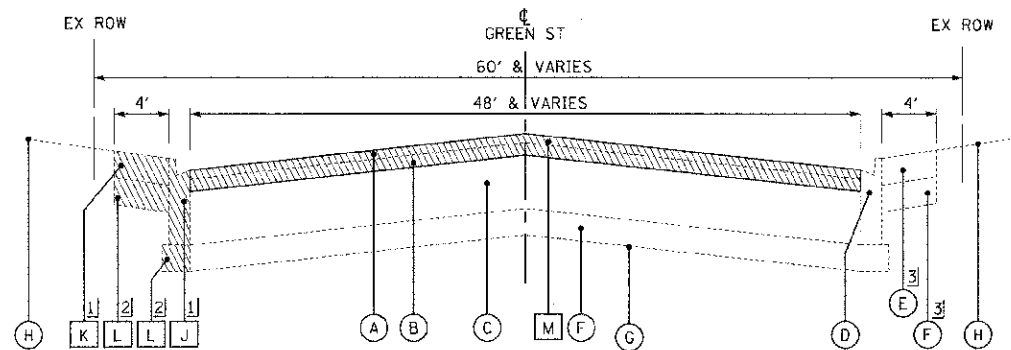 EX ROW
℄
GREEN ST
EX ROW
60' & VARIES
4'
48' & VARIES
4'
1 2 2 1
3
3
H K L L J A B C M F G D E F H